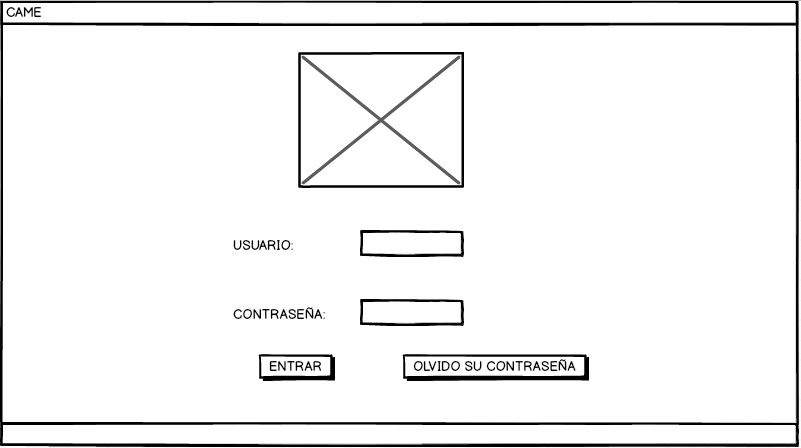 CAME
USUARIO:
CONTRASEÑA:
ENTRAR
OLVIDO SU CONTRASEÑA